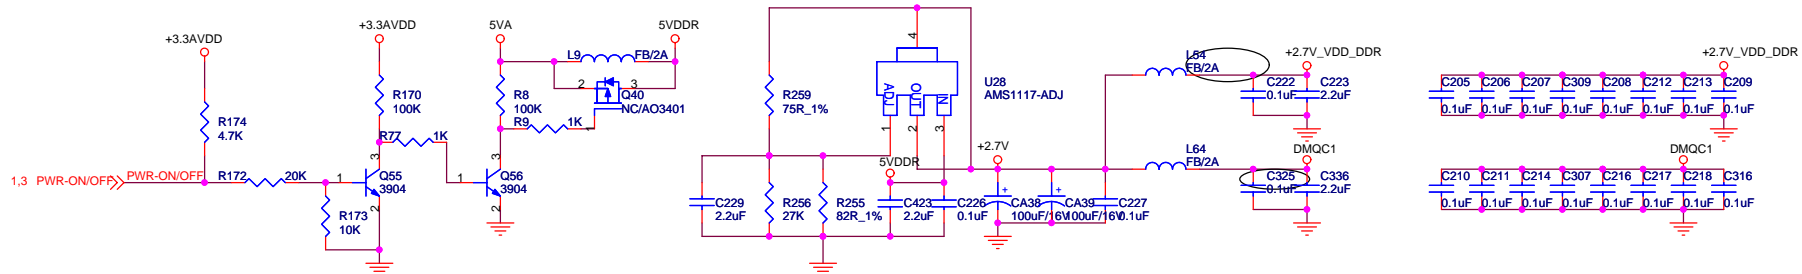 +3.3AVDD
R174
4.7K
1,3 PWR-ON/OFF
PWR-ON/OFF
R172
20K
+3.3AVDD
R170
100K
R77
1K
3
1
Q55
3904
2
R173
10K
5VA
L9
FB/2A
5VDDR
2
3
Q40
NC/AO3401
1
R8
100K
R9
1K
3
1
Q56
3904
2
R259
75R_1%
4
U28
AMS1117-ADJ
ADJ
OUT
IN
1
2
3
5VDDR
+2.7V
C229
2.2uF
R256
27K
R255
82R_1%
C423
2.2uF
C226
0.1uF
+
CA38
100uF/16V
+
CA39
100uF/16V
C227
0.1uF
L54
FB/2A
+2.7V_VDD_DDR
C222
0.1uF
C223
2.2uF
L64
FB/2A
DMQC1
C325
0.1uF
C336
2.2uF
+2.7V_VDD_DDR
C205
C206
C207
C309
C208
C212
C213
C209
0.1uF
0.1uF
0.1uF
0.1uF
0.1uF
0.1uF
0.1uF
0.1uF
DMQC1
C210
C211
C214
C307
C216
C217
C218
C316
0.1uF
0.1uF
0.1uF
0.1uF
0.1uF
0.1uF
0.1uF
0.1uF